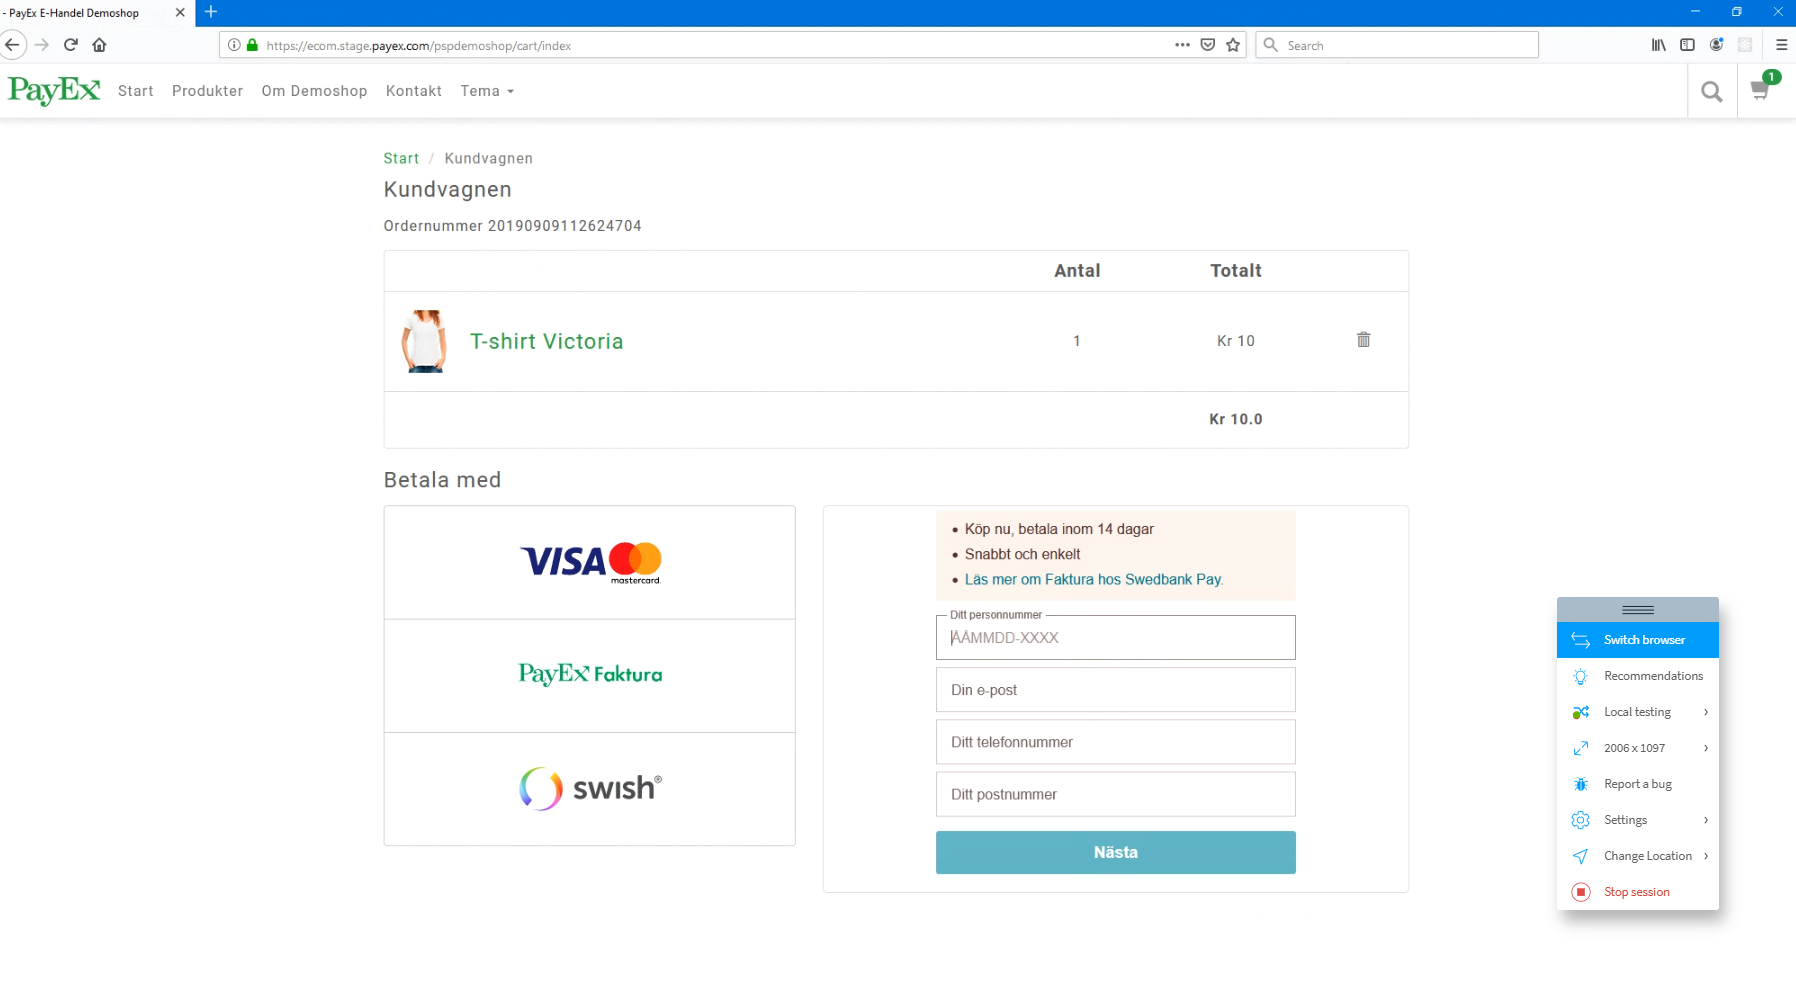 - PayEx E-Handel Demoshop
https://ecom.stage.payex.com/pspdemoshop/cart/index
Search
PayEx
Start
Produkter
Om Demoshop
Kontakt
Tema
1
Start / Kundvagnen
Kundvagnen
Ordernummer 20190909112624704
Antal
Totalt
T-shirt Victoria
1
Kr 10
Kr 10.0
Betala med
VISA
mastercard.
PayEx Faktura
swish®
• Köp nu, betala inom 14 dagar
• Snabbt och enkelt
• Läs mer om Faktura hos Swedbank Pay.
Ditt personnummer
ÅÅMMDD-XXXX
Din e-post
Ditt telefonnummer
Ditt postnummer
Nästa
Switch browser
Recommendations
Local testing
2006 x 1097
Report a bug
Settings
Change Location
Stop session